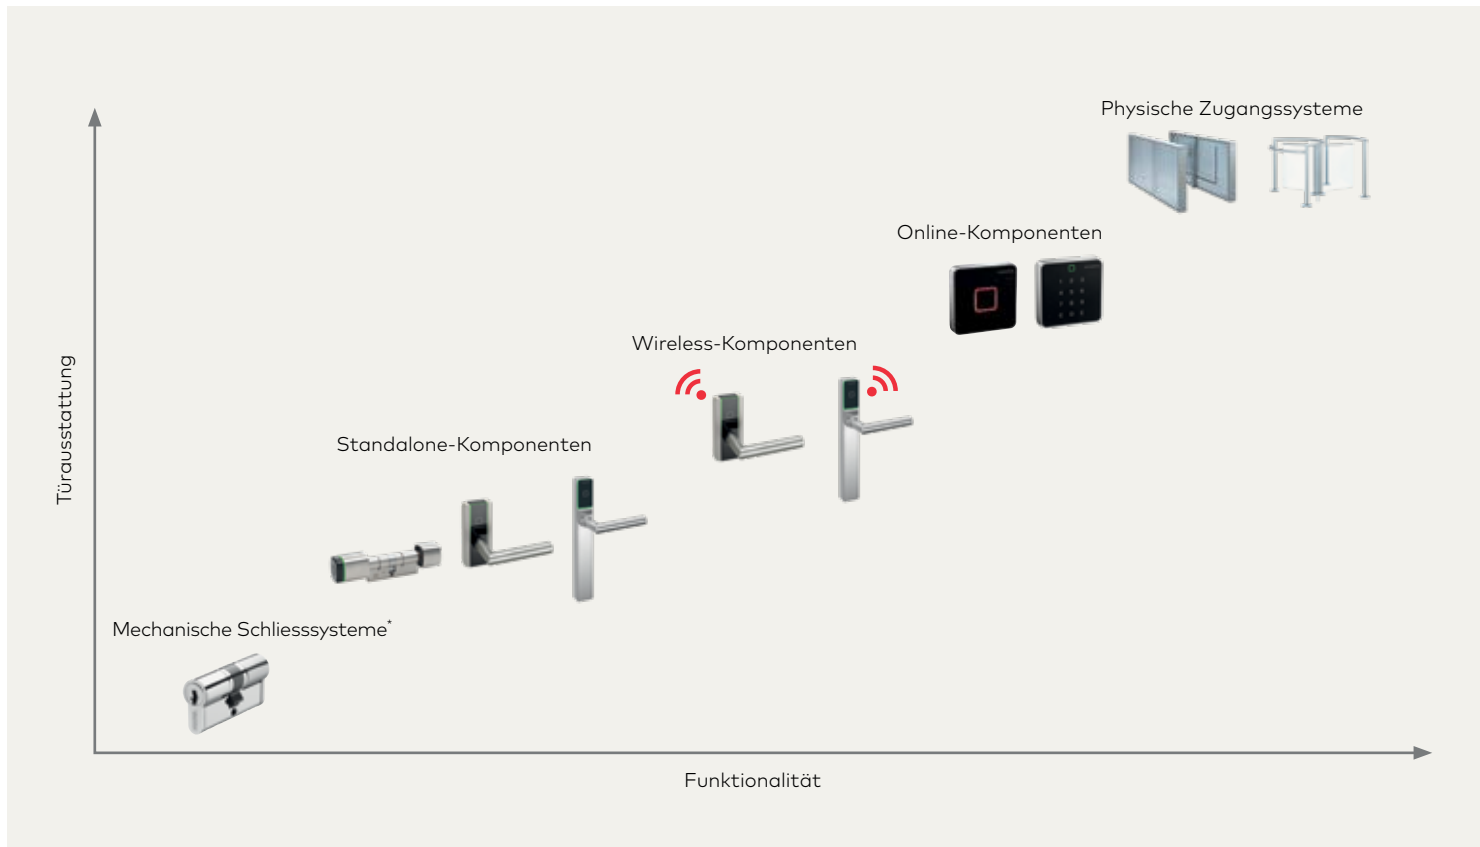 Physische Zugangssysteme
Online-Komponenten
Wireless-Komponenten
Standalone-Komponenten
Mechanische Schliesssysteme*
Türausstattung
Funktionalität